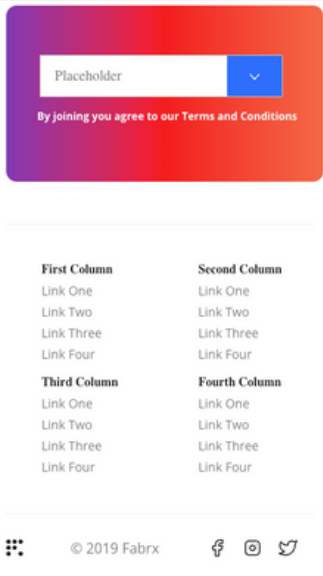 Placeholder
By joining you agree to our Terms and Conditions
First Column
Link One
Link Two
Link Three
Link Four
Second Column
Link One
Link Two
Link Three
Link Four
Third Column
Link One
Link Two
Link Three
Link Four
Fourth Column
Link One
Link Two
Link Three
Link Four
© 2019 Fabrx